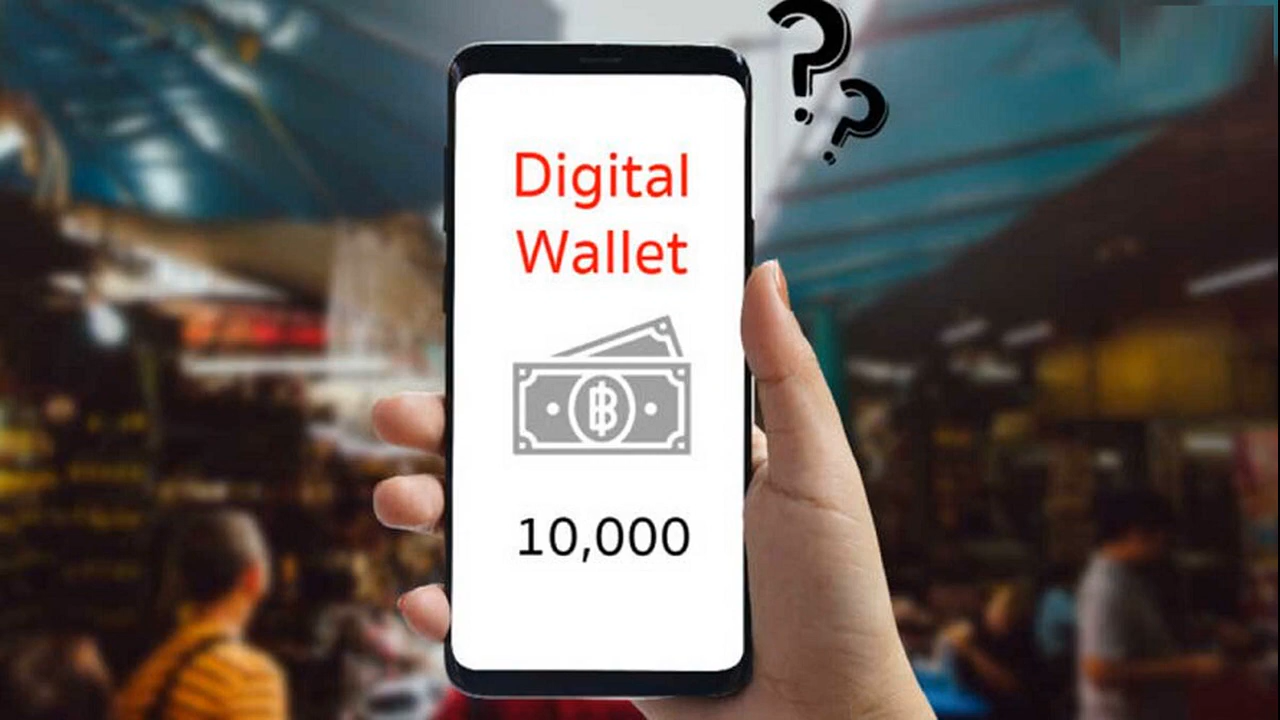 ? ?
Digital
Wallet
฿
10,000